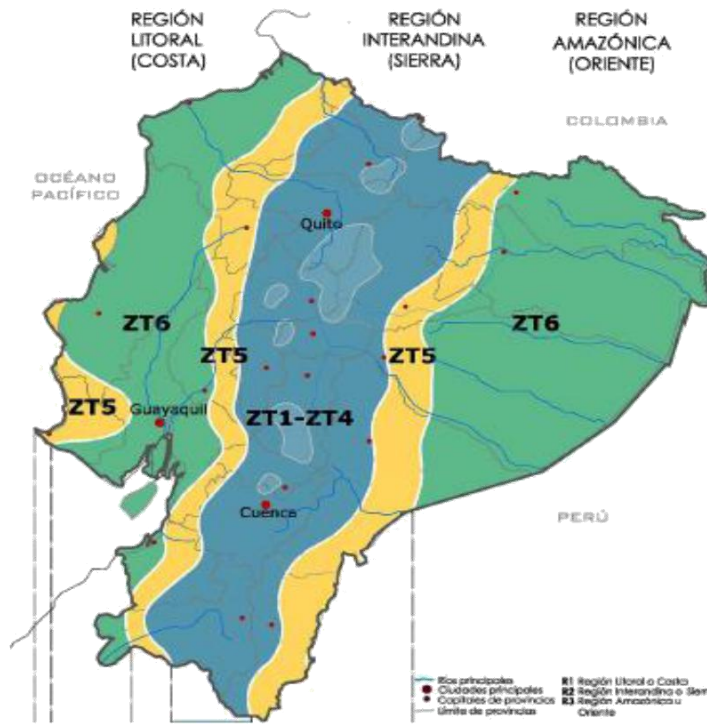 REGIÓN
LITORAL
(COSTA)
REGIÓN
INTERANDINA
(SIERRA)
REGIÓN
AMAZÓNICA
(ORIENTE)
COLOMBIA
OCÉANO
PACÍFICO
Quito
ZT6
ZT5
ZT5
ZT6
ZT5
Guayaquil
ZT1-ZT4
Cuenca
PERÚ
Ríos principales
Ciudades principales
Capitales de provincias
Límite de provincias
R1 Región Litoral o Costa
R2 Región Interandina o Sierr
R3 Región Amazónica u
Oriente